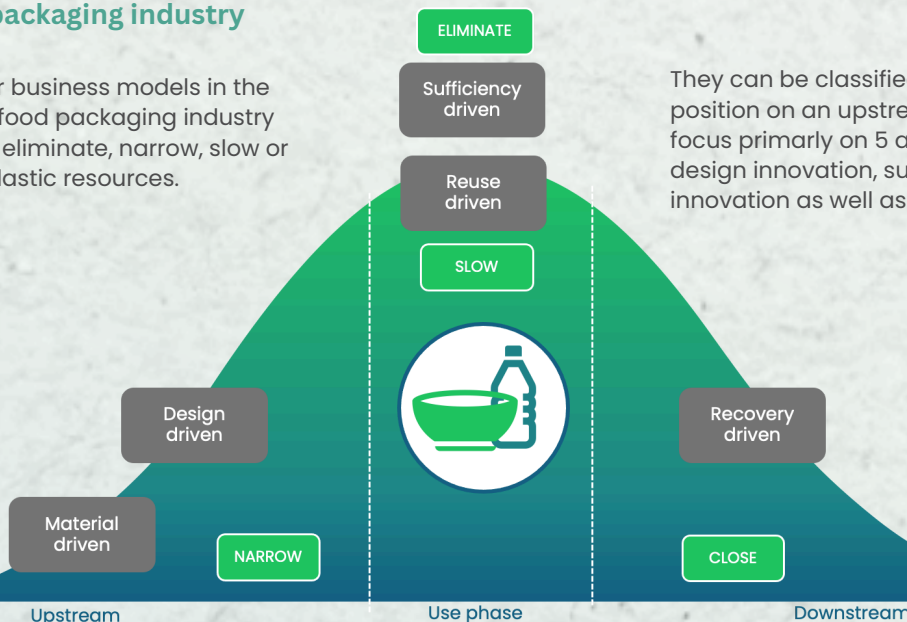 packaging industry
r business models in the
food packaging industry
eliminate, narrow, slow or
lastic resources.
ELIMINATE
Sufficiency
driven
They can be classifie
position on an upstre
focus primarly on 5 a
design innovation, su
innovation as well as
Reuse
driven
SLOW
Design
driven
Recovery
driven
Material
driven
NARROW
CLOSE
Upstream
Use phase
Downstream